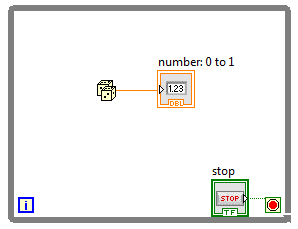 number: 0 to 1
1.23
DBL
stop
STOP
TF
i